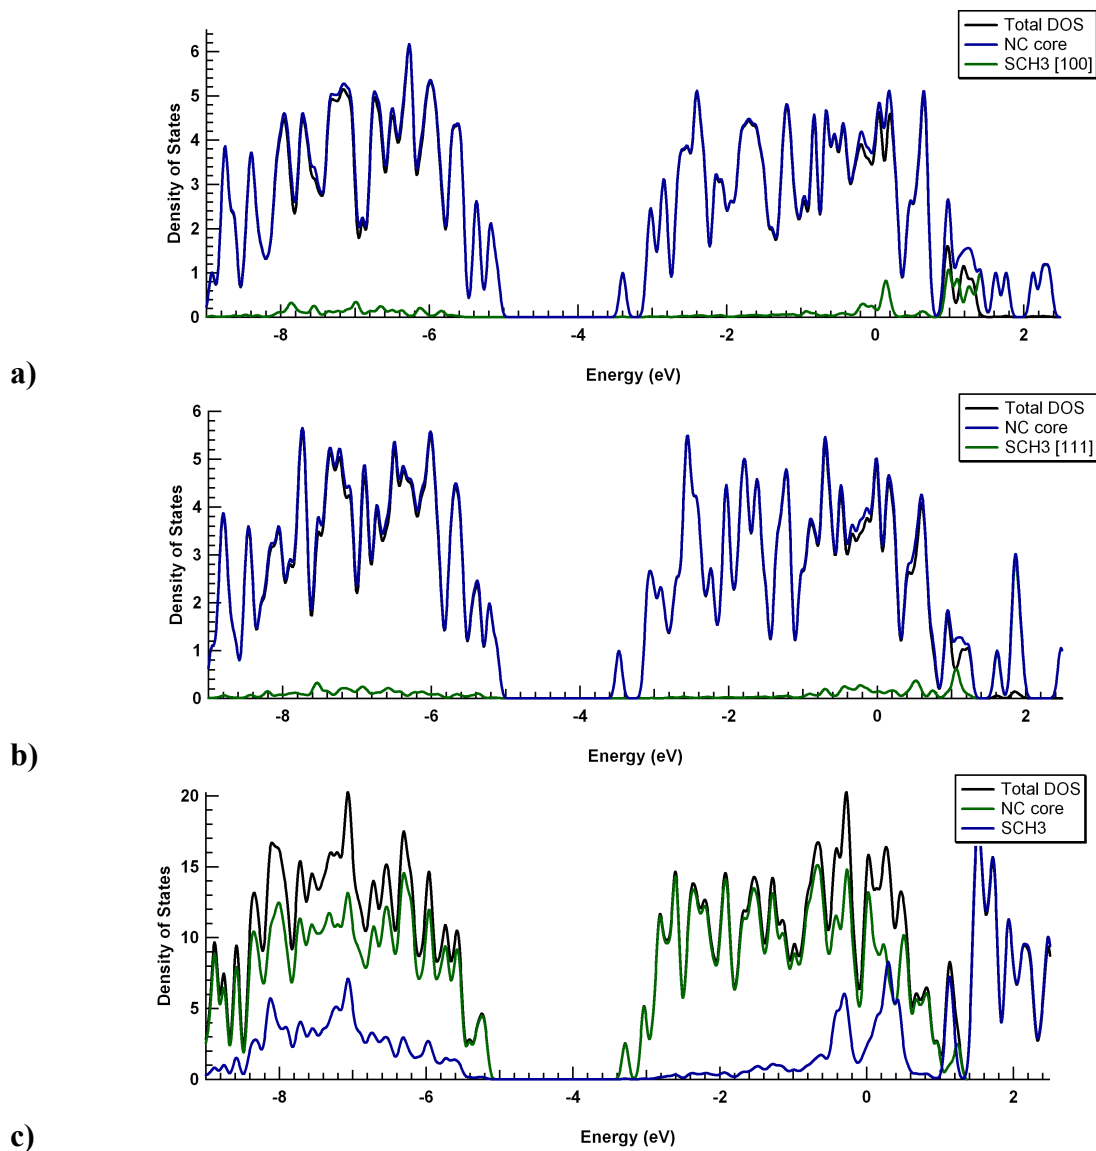 Total DOS
NC core
SCH3 [100]
Density of States
6
5
4
3
2
1
0
-8
-6
-4
-2
0
2
Energy (eV)
a)
Total DOS
NC core
SCH3 [111]
Density of States
6
5
4
3
2
1
0
-8
-6
-4
-2
0
2
Energy (eV)
b)
Total DOS
NC core
SCH3
Density of States
20
15
10
5
0
-8
-6
-4
-2
0
2
Energy (eV)
c)